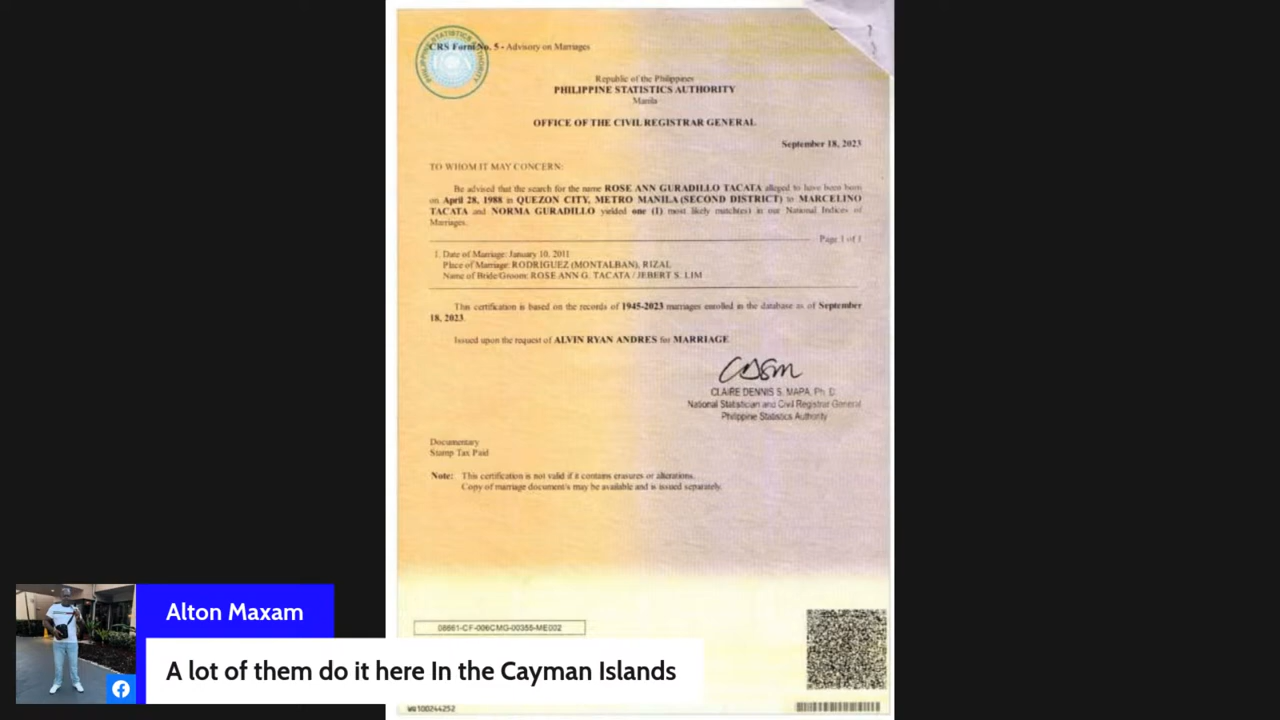 CRS Form No. 5 - Advisory on Marriages
Republic of the Philippines
PHILIPPINE STATISTICS AUTHORITY
Manila
OFFICE OF THE CIVIL REGISTRAR GENERAL
September 18, 2023
TO WHOM IT MAY CONCERN:
Be advised that the search for the name ROSE ANN GURADILLO TACATA alleged to have been born
on April 28, 1988 in QUEZON CITY, METRO MANILA (SECOND DISTRICT) to MARCELINO
TACATA and NORMA GURADILLO yielded one (1) most likely match(es) in our National Indices of
Marriages.
Page 1 of 1
1. Date of Marriage: January 10, 2011
Place of Marriage: RODRIGUEZ (MONTALBAN), RIZAL
Name of Bride/Groom: ROSE ANN G. TACATA / JEBERT S. LIM
This certification is based on the records of 1945-2023 marriages enrolled in the database as of September
18, 2023.
Issued upon the request of ALVIN RYAN ANDRES for MARRIAGE
CLAIRE DENNIS S. MAPA, Ph. D.
National Statistician and Civil Registrar General
Philippine Statistics Authority
Documentary
Stamp Tax Paid
Note: This certification is not valid if it contains erasures or alterations.
Copy of marriage document/s may be available and is issued separately.
08661-CF-006CMG-00355-ME002
Alton Maxam
A lot of them do it here In the Cayman Islands